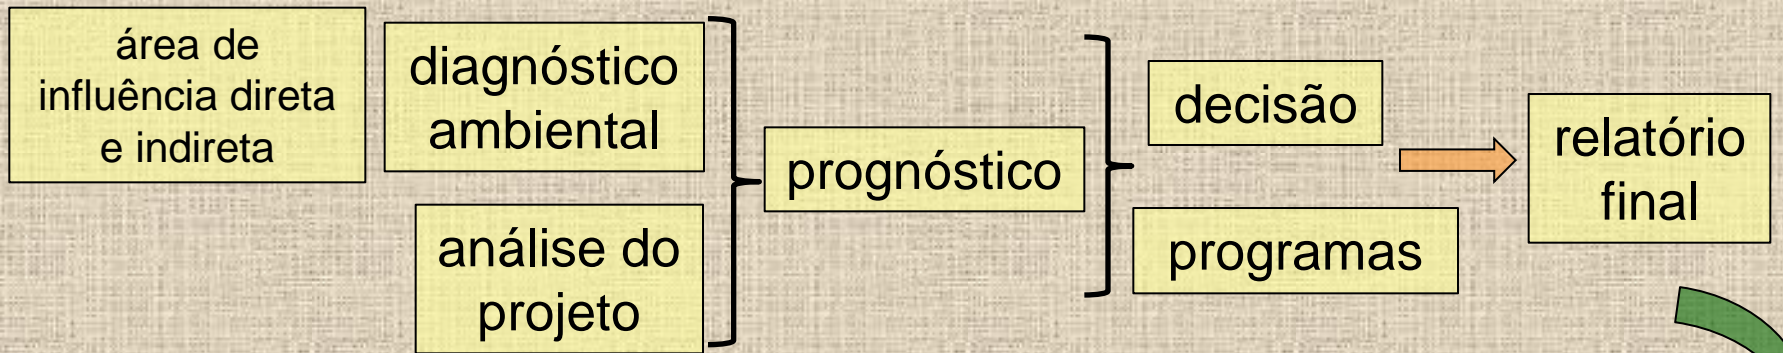 área de
influência direta
e indireta
diagnóstico
ambiental
análise do
projeto
prognóstico
decisão
programas
relatório
final